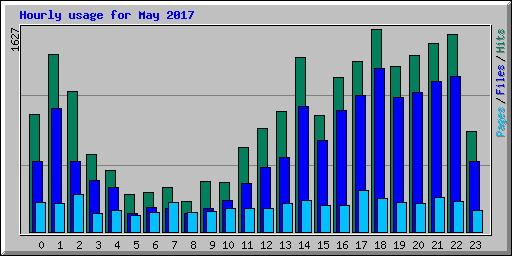 Hourly usage for May 2017
1627
Pages/Files/Hits
0 1 2 3 4 5 6 7 8 9 10 11 12 13 14 15 16 17 18 19 20 21 22 23